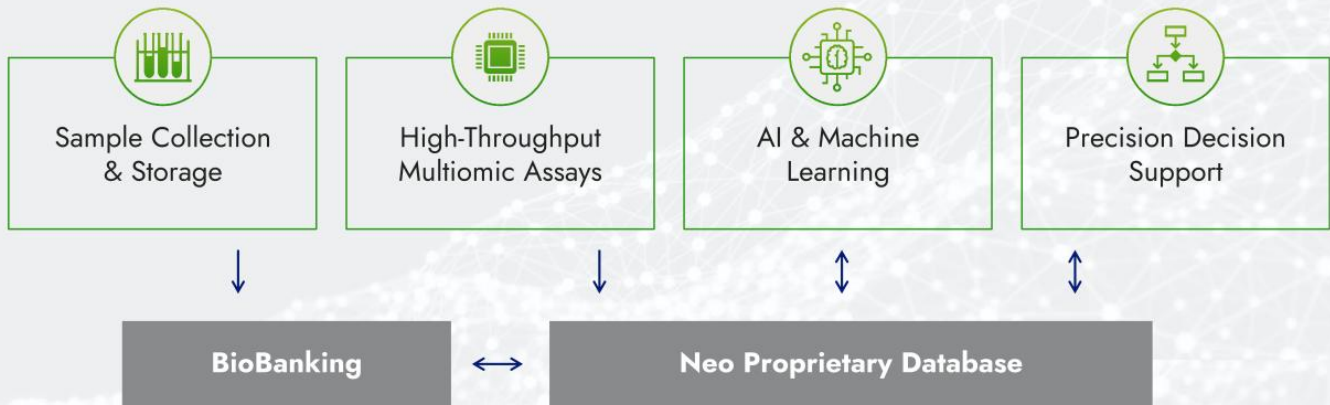 Sample Collection
& Storage
High-Throughput
Multiomic Assays
AI & Machine
Learning
Precision Decision
Support
BioBanking
Neo Proprietary Database